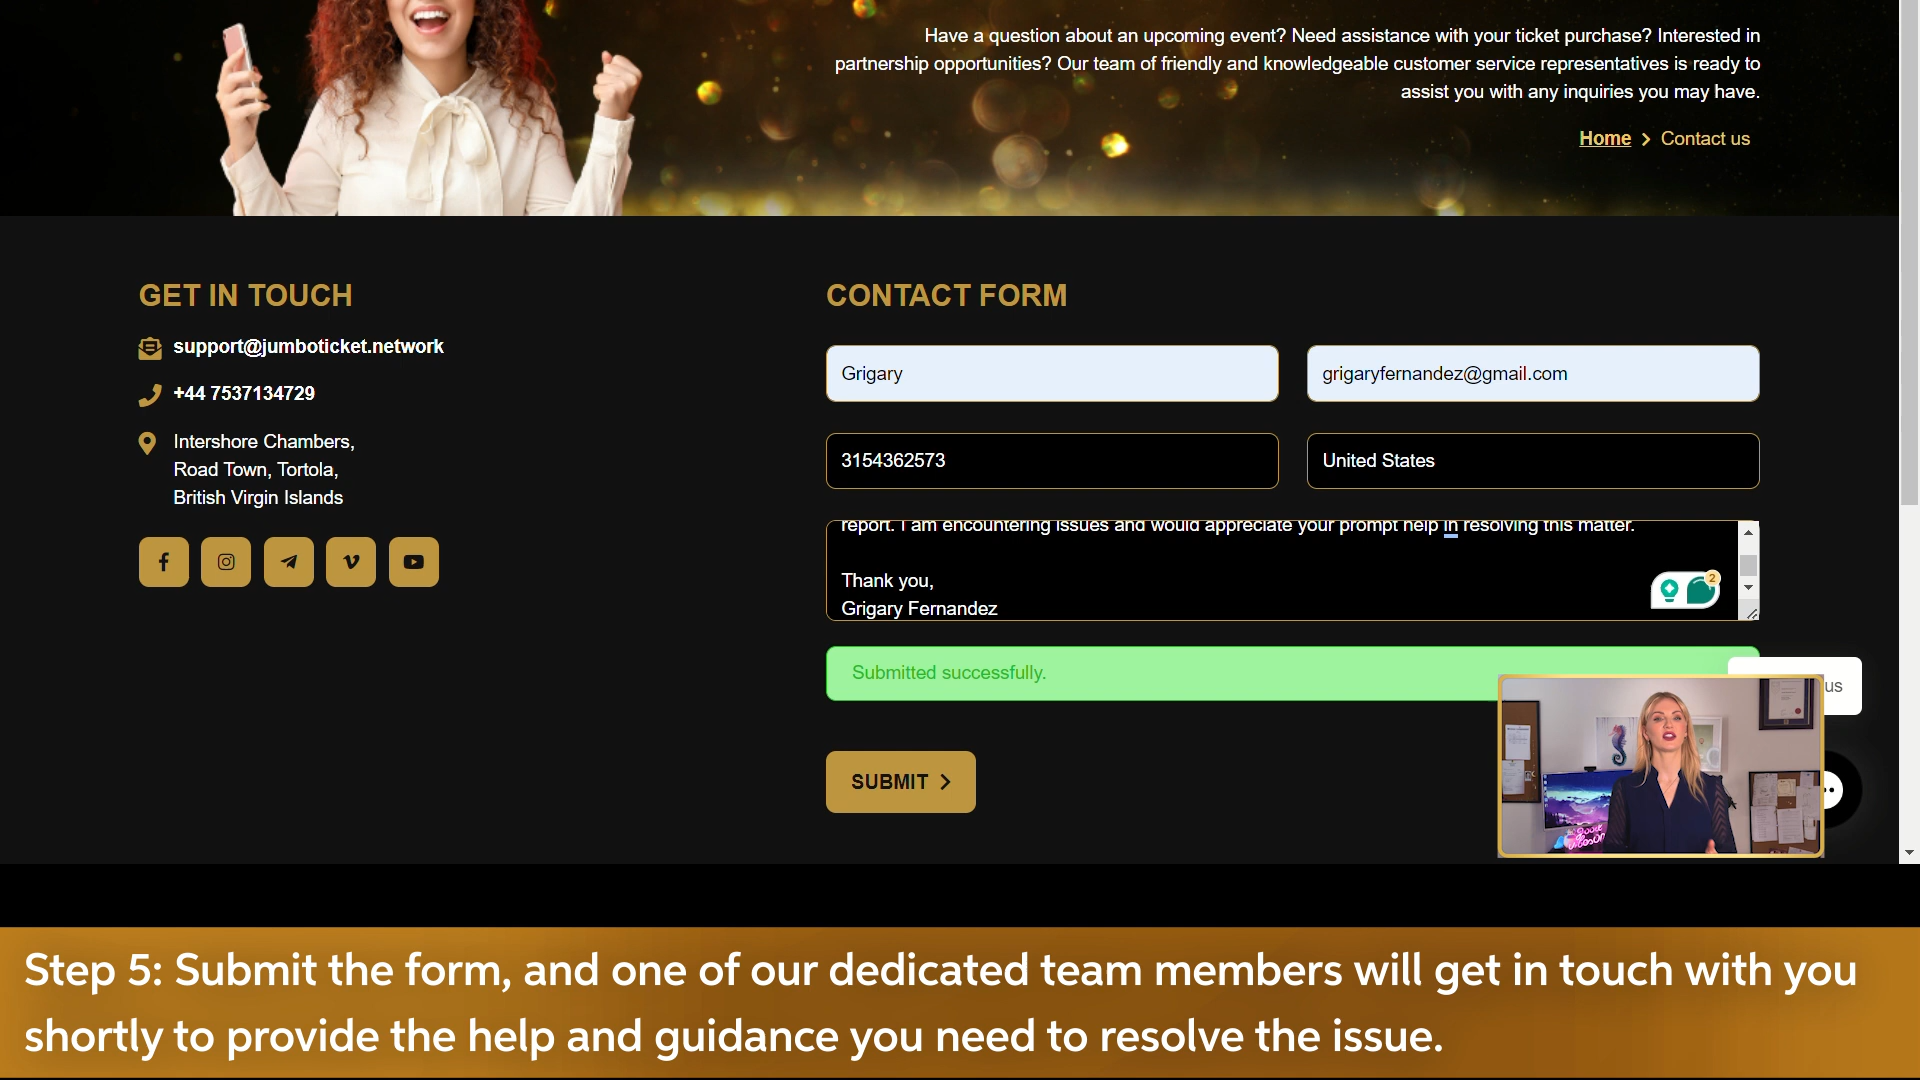 Have a question about an upcoming event? Need assistance with your ticket purchase? Interested in
partnership opportunities? Our team of friendly and knowledgeable customer service representatives is ready to
assist you with any inquiries you may have.
Home > Contact us
GET IN TOUCH
support@jumboticket.network
+44 7537134729
Intershore Chambers,
Road Town, Tortola,
British Virgin Islands
CONTACT FORM
Grigary
grigaryfernandez@gmail.com
3154362573
United States
report. I am encountering issues and would appreciate your prompt help in resolving this matter.
Thank you,
Grigary Fernandez
2
Submitted successfully.
us
SUBMIT >
Step 5: Submit the form, and one of our dedicated team members will get in touch with you
shortly to provide the help and guidance you need to resolve the issue.